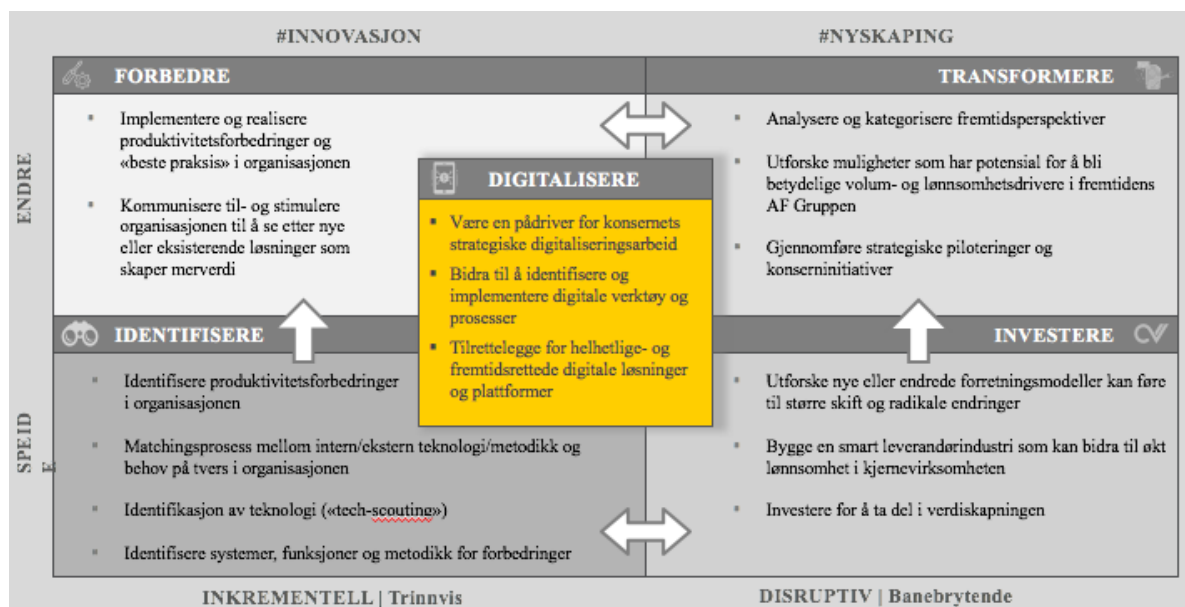 #INNOVASJON
#NYSKAPING
FORBEDRE
TRANSFORMERE
ENDRE
Implementere og realisere
produktivitetsforbedringer og
«beste praksis» i organisasjonen
Kommunisere til- og stimulere
organisasjonen til å se etter nye
eller eksisterende løsninger som
skaper merverdi
Analysere og kategorisere fremtidsperspektiver
Utforske muligheter som har potensial for å bli
betydelige volum- og lønnsomhetsdrivere i fremtidens
AF Gruppen
Gjennomføre strategiske piloteringer og
konserninitiativer
DIGITALISERE
Være en pådriver for konsernets
strategiske digitaliseringsarbeid
Bidra til å identifisere og
implementere digitale verktøy og
prosesser
Tilrettelegge for helhetlige- og
fremtidsrettede digitale løsninger
og plattformer
IDENTIFISERE
INVESTERE
SPEID
E
Identifisere produktivitetsforbedringer
i organisasjonen
Matchingsprosess mellom intern/ekstern teknologi/metodikk og
behov på tvers i organisasjonen
Identifikasjon av teknologi («tech-scouting»)
Identifisere systemer, funksjoner og metodikk for forbedringer
Utforske nye eller endrede forretningsmodeller kan føre
til større skift og radikale endringer
Bygge en smart leverandørindustri som kan bidra til økt
lønnsomhet i kjernevirksomheten
Investere for å ta del i verdiskapningen
INKREMENTELL | Trinnvis
DISRUPTIV | Banebrytende